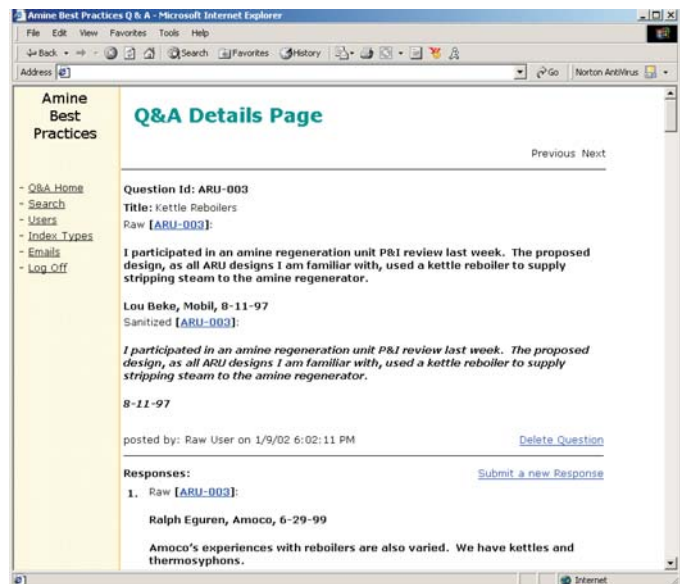 Amine Best Practices Q & A - Microsoft Internet Explorer
File Edit View Favorites Tools Help
Back Search Favorites History
Address Go Norton AntiVirus
Amine
Best
Practices
- Q&A Home
- Search
- Users
- Index Types
- Emails
- Log Off
Q&A Details Page
Previous Next
Question Id: ARU-003
Title: Kettle Reboilers
Raw [ARU-003]:
I participated in an amine regeneration unit P&I review last week. The proposed
design, as all ARU designs I am familiar with, used a kettle reboiler to supply
stripping steam to the amine regenerator.
Lou Beke, Mobil, 8-11-97
Sanitized [ARU-003]:
I participated in an amine regeneration unit P&I review last week. The proposed
design, as all ARU designs I am familiar with, used a kettle reboiler to supply
stripping steam to the amine regenerator.
8-11-97
posted by: Raw User on 1/9/02 6:02:11 PM Delete Question
Responses: Submit a new Response
1. Raw [ARU-003]:
Ralph Eguren, Amoco, 6-29-99
Amoco's experiences with reboilers are also varied. We have kettles and
thermosyphons.
Internet